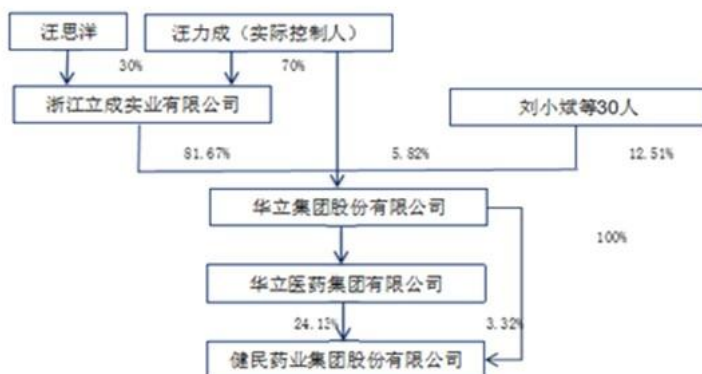 汪思洋
汪力成（实际控制人）
30%
70%
浙江立成实业有限公司
刘小斌等30人
81.67%
5.82%
12.51%
华立集团股份有限公司
100%
华立医药集团有限公司
24.13%
3.32%
健民药业集团股份有限公司